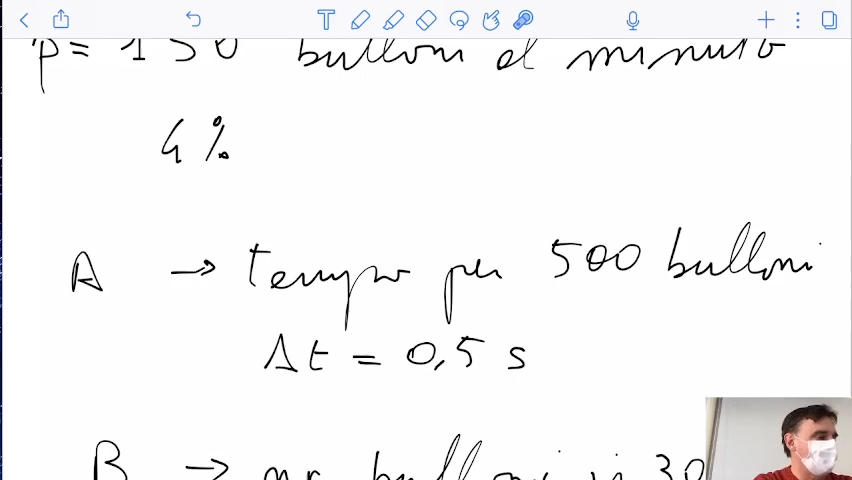 p = 150 bulloni al minuto
4%
A → tempo per 500 bulloni
Δt = 0,5 s
B → nr bulloni in 30